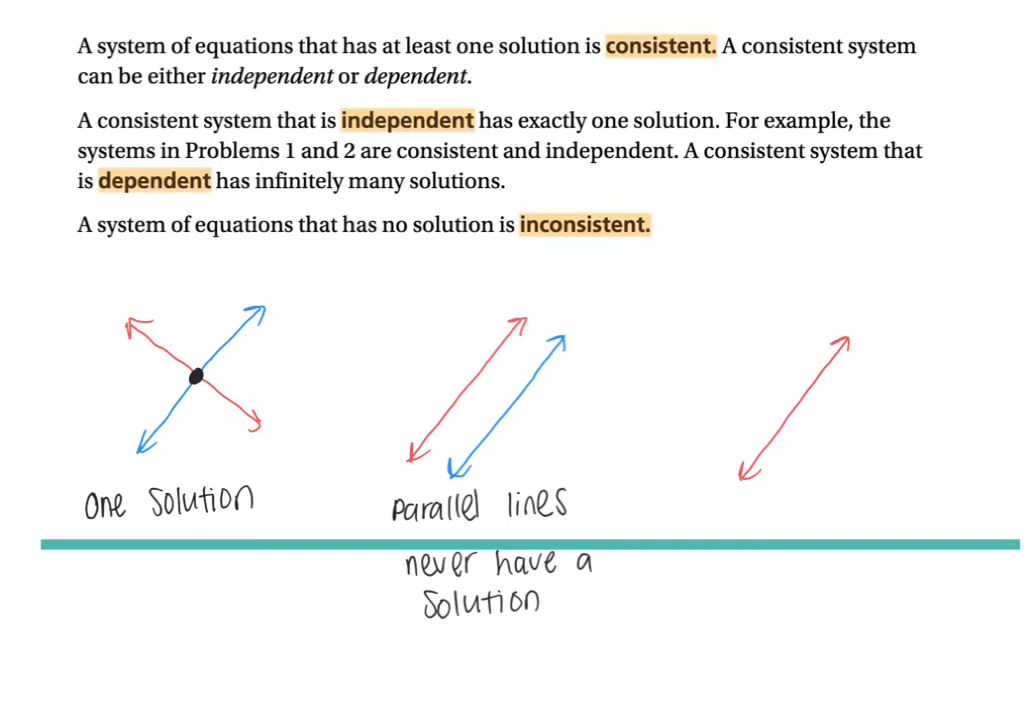 A system of equations that has at least one solution is consistent. A consistent system
can be either independent or dependent.
A consistent system that is independent has exactly one solution. For example, the
systems in Problems 1 and 2 are consistent and independent. A consistent system that
is dependent has infinitely many solutions.
A system of equations that has no solution is inconsistent.
One Solution
Parallel lines
never have a
Solution